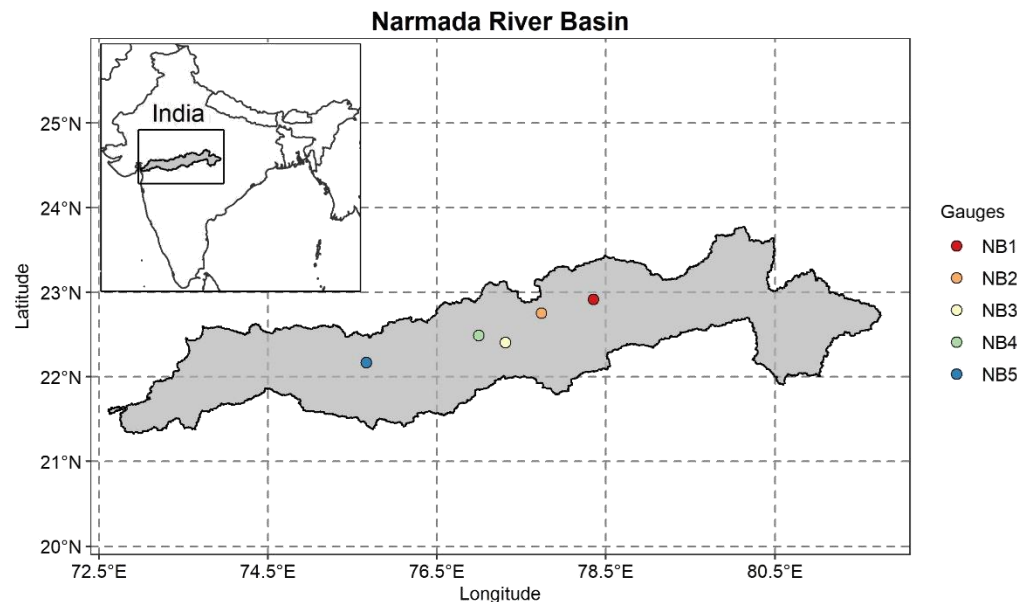 Narmada River Basin
India
25°N
24°N
23°N
22°N
21°N
20°N
Latitude
72.5°E
74.5°E
76.5°E
78.5°E
80.5°E
Longitude
Gauges
NB1
NB2
NB3
NB4
NB5